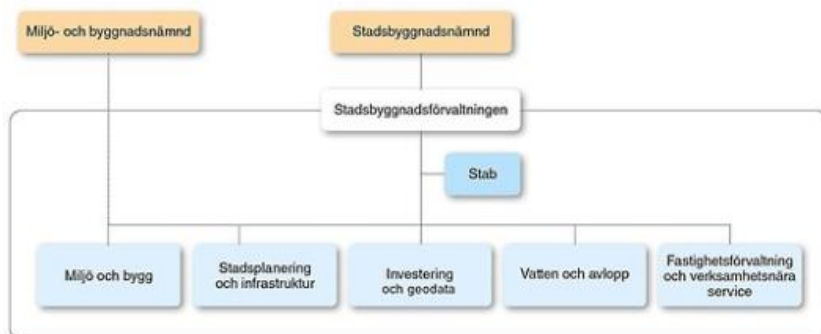 Miljö- och byggnadsnämnd
Stadsbyggnadsnämnd
Stadsbyggnadsförvaltningen
Stab
Miljö och bygg
Stadsplanering
och infrastruktur
Investering
och geodata
Vatten och avlopp
Fastighetsförvaltning
och verksamhetsnära
service